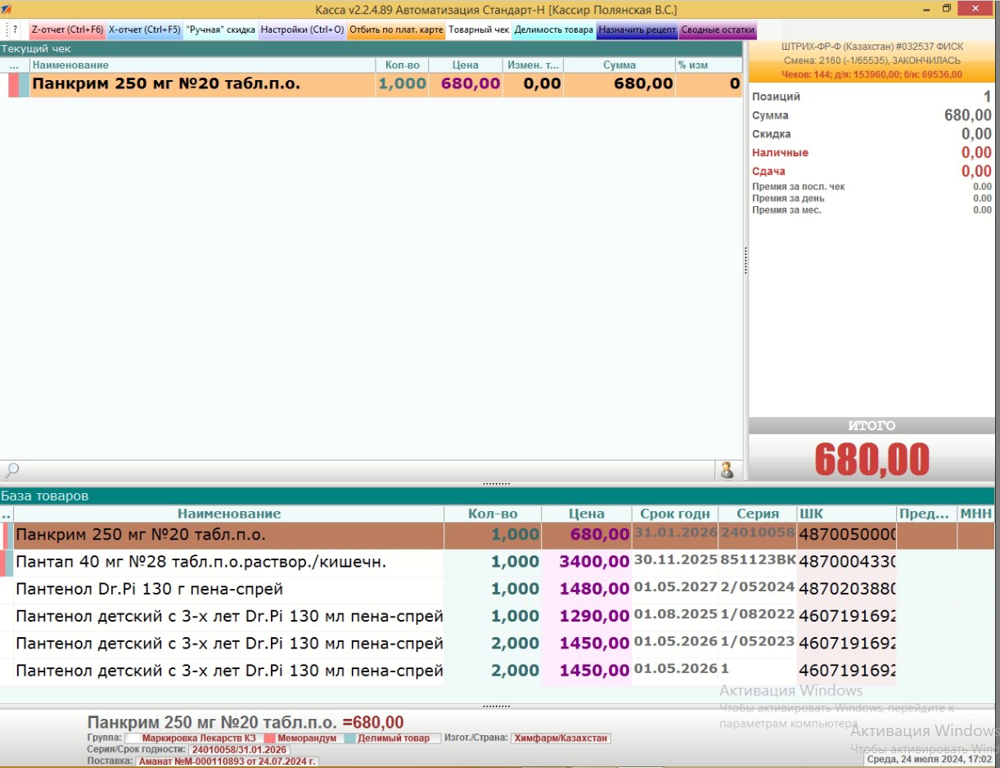 Касса v2.2.4.89 Автоматизация Стандарт-Н [Кассир Полянская В.С.]
? Z-отчет (Ctrl+F6) X-отчет (Ctrl+F5) "Ручная" скидка Настройки (Ctrl+O) Отбить по плат. карте Товарный чек Делимость товара Назначить рецепт Сводные остатки
Текущий чек
... Наименование Кол-во Цена Измен. т... Сумма % изм
Панкрим 250 мг №20 табл.п.о. 1,000 680,00 0,00 680,00 0
ШТРИХ-ФР-Ф (Казахстан) #032537 ФИСК
Смена: 2160 (-1/65535), ЗАКОНЧИЛАСЬ
Чеков: 144; д/я: 153960,00; б/н: 69536,00
Позиций 1
Сумма 680,00
Скидка 0,00
Наличные 0,00
Сдача 0,00
Премия за посл. чек 0.00
Премия за день 0.00
Премия за мес. 0.00
ИТОГО
680,00
База товаров
.. Наименование Кол-во Цена Срок годн Серия ШК Пред... МНН
Панкрим 250 мг №20 табл.п.о. 1,000 680,00 31.01.2026 24010058 4870050000
Пантап 40 мг №28 табл.п.о.раствор./кишечн. 1,000 3400,00 30.11.2025 851123ВК 4870004330
Пантенол Dr.Pi 130 г пена-спрей 1,000 1480,00 01.05.2027 2/052024 4870203880
Пантенол детский с 3-х лет Dr.Pi 130 мл пена-спрей 1,000 1290,00 01.08.2025 1/082022 4607191692
Пантенол детский с 3-х лет Dr.Pi 130 мл пена-спрей 2,000 1450,00 01.05.2026 1/052023 4607191692
Пантенол детский с 3-х лет Dr.Pi 130 мл пена-спрей 2,000 1450,00 01.05.2026 1 4607191692
Активация Windows
Чтобы активировать Windows, перейдите к
параметрам компьютера.
Панкрим 250 мг №20 табл.п.о. =680,00
Группа: Маркировка Лекарств КЗ Меморандум Делимый товар Изгот./Страна: Химфарм/Казахстан
Серия/Срок годности: 24010058/31.01.2026
Поставка: Аманат №М-000110893 от 24.07.2024 г.
Активация Windows
Чтобы активировать Wind
Среда, 24 июля 2024, 17:02